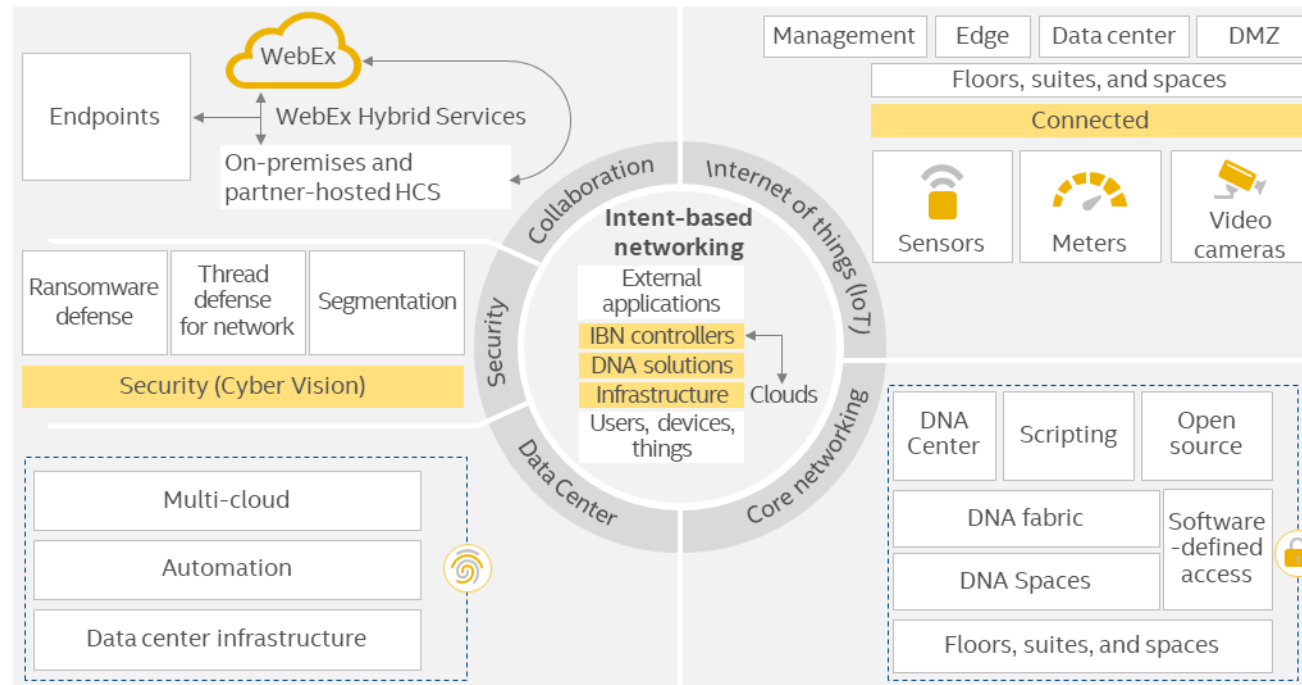 WebEx
Endpoints
WebEx Hybrid Services
On-premises and
partner-hosted HCS
Management
Edge
Data center
DMZ
Floors, suites, and spaces
Connected
Sensors
Meters
Video
cameras
Collaboration
Internet of things (IoT)
Security
Data Center
Core networking
Intent-based
networking
External
applications
IBN controllers
DNA solutions
Infrastructure
Clouds
Users, devices,
things
Ransomware
defense
Thread
defense
for network
Segmentation
Security (Cyber Vision)
Multi-cloud
Automation
Data center infrastructure
DNA
Center
Scripting
Open
source
DNA fabric
Software
-defined
access
DNA Spaces
Floors, suites, and spaces